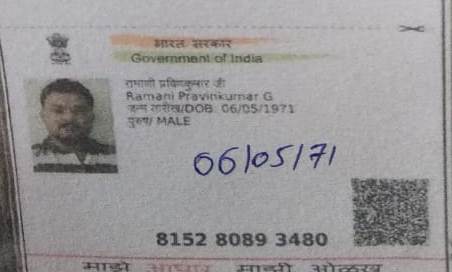 भारत सरकार
Government of India
रामाणी प्रविणकुमार जी
Ramani Pravinkumar G
जन्म तारीख/DOB: 06/05/1971
पुरुष/ MALE
06/05/71
8152 8089 3480
माझे आधार माझी ओळख